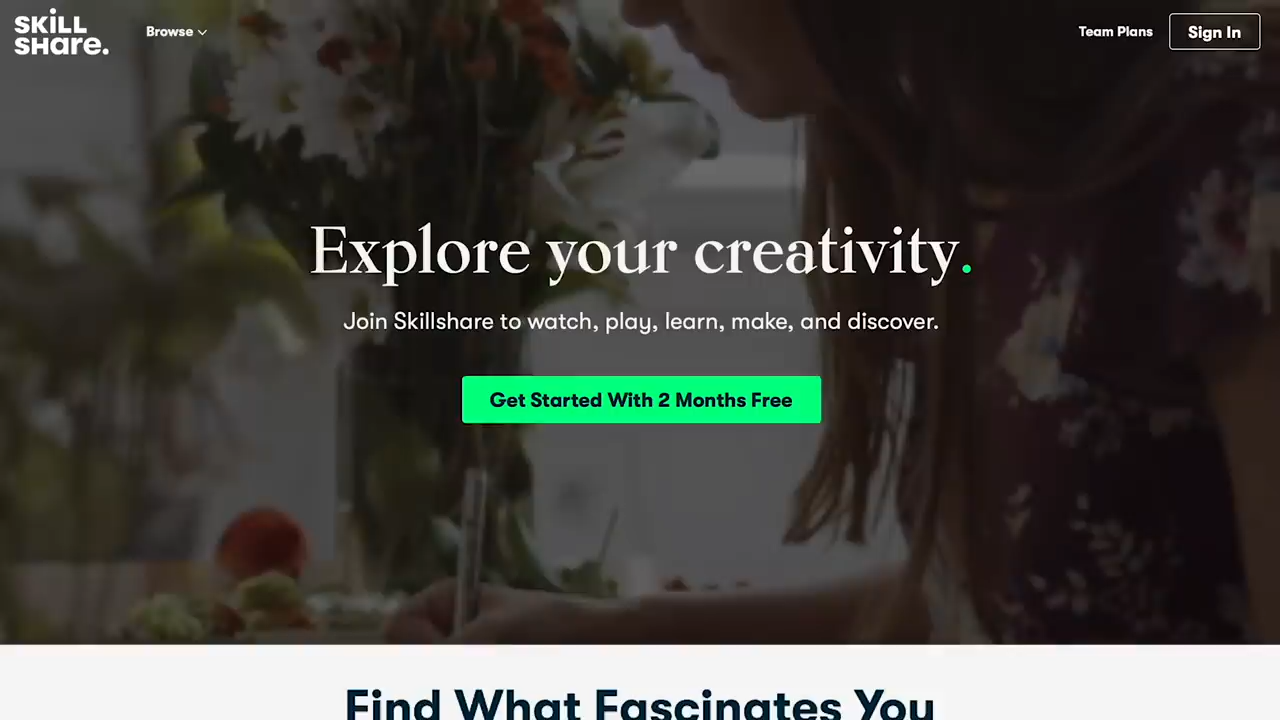 SKiLL
SHare.
Browse
Team Plans
Sign In
Explore your creativity.
Join Skillshare to watch, play, learn, make, and discover.
Get Started With 2 Months Free
Find What Fascinates You